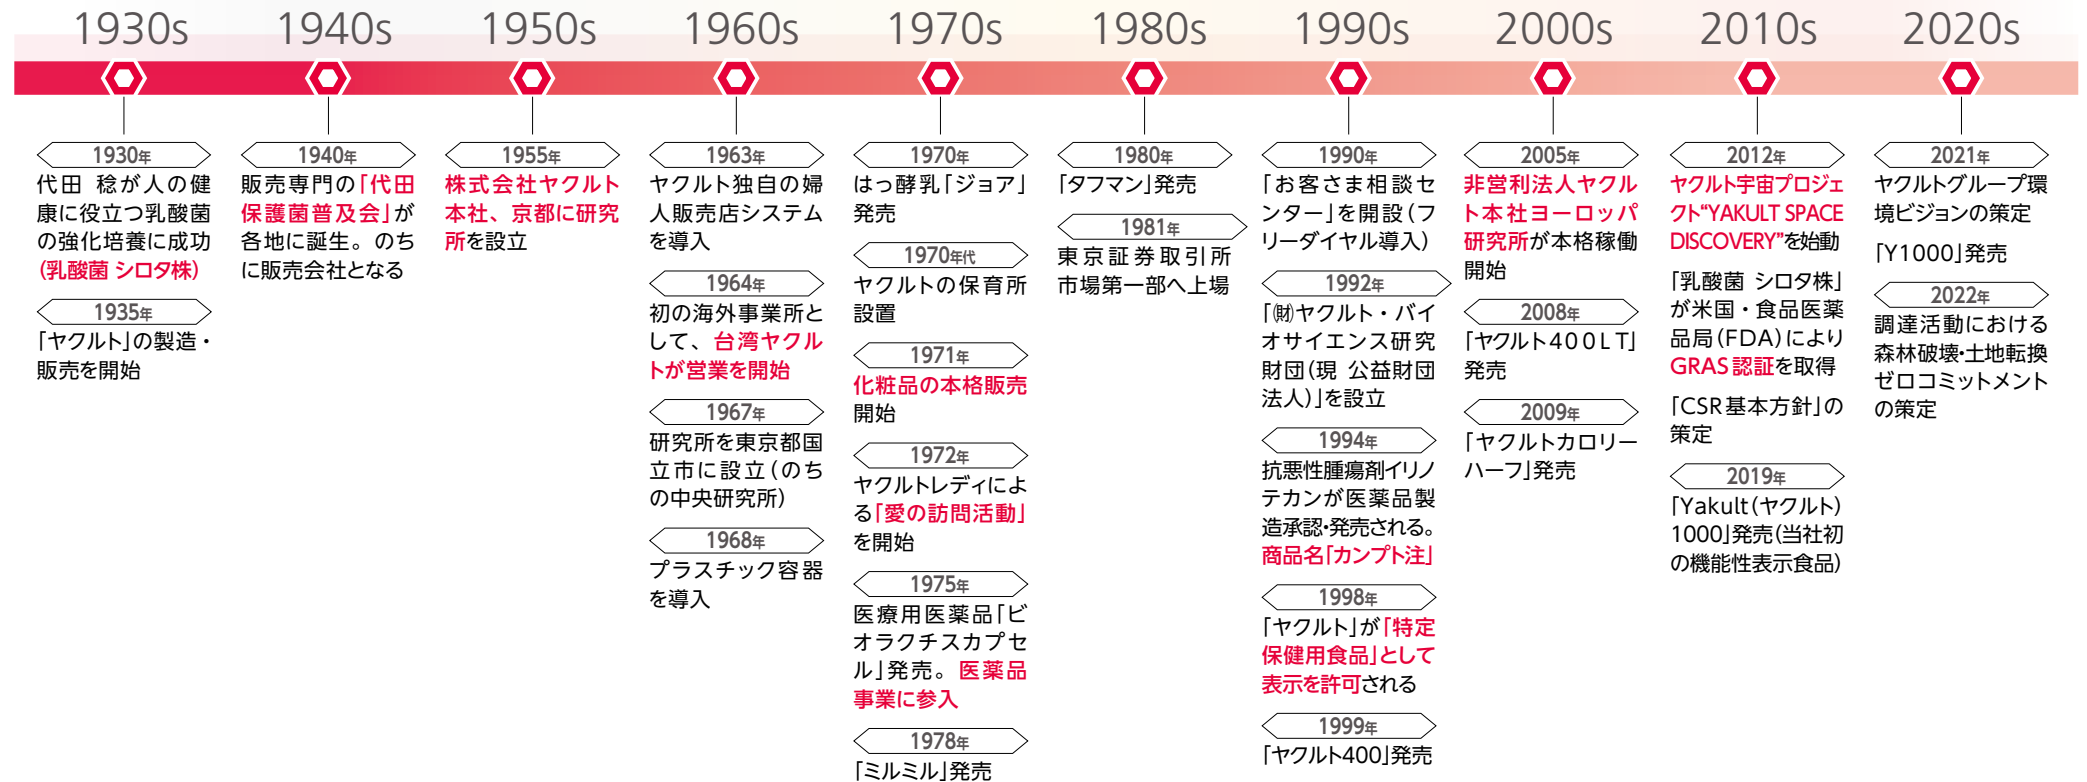 1930s 1940s 1950s 1960s 1970s 1980s 1990s 2000s 2010s 2020s
1930年
代田 稔が人の健
康に役立つ乳酸菌
の強化培養に成功
(乳酸菌 シロタ株)
1935年
「ヤクルト」の製造・
販売を開始
1940年
販売専門の「代田
保護菌普及会」が
各地に誕生。のち
に販売会社となる
1955年
株式会社ヤクルト
本社、京都に研究
所を設立
1963年
ヤクルト独自の婦
人販売店システム
を導入
1964年
初の海外事業所と
して、台湾ヤクル
トが営業を開始
1967年
研究所を東京都国
立市に設立(のち
の中央研究所)
1968年
プラスチック容器
を導入
1970年
はっ酵乳「ジョア」
発売
1970年代
ヤクルトの保育所
設置
1971年
化粧品の本格販売
開始
1972年
ヤクルトレディによ
る「愛の訪問活動」
を開始
1975年
医療用医薬品「ビ
オラクチスカプセ
ル」発売。医薬品
事業に参入
1978年
「ミルミル」発売
1980年
「タフマン」発売
1981年
東京証券取引所
市場第一部へ上場
1990年
「お客さま相談セ
ンター」を開設(フ
リーダイヤル導入)
1992年
「㈶ヤクルト・バイ
オサイエンス研究
財団(現 公益財団
法人)」を設立
1994年
抗悪性腫瘍剤イリノ
テカンが医薬品製
造承認・発売される。
商品名「カンプト注」
1998年
「ヤクルト」が「特定
保健用食品」として
表示を許可される
1999年
「ヤクルト400」発売
2005年
非営利法人ヤクル
ト本社ヨーロッパ
研究所が本格稼働
開始
2008年
「ヤクルト400LT」
発売
2009年
「ヤクルトカロリー
ハーフ」発売
2012年
ヤクルト宇宙プロジェ
クト“YAKULT SPACE
DISCOVERY”を始動
「乳酸菌 シロタ株」
が米国・食品医薬
品局(FDA)により
GRAS認証を取得
「CSR基本方針」の
策定
2019年
「Yakult(ヤクルト)
1000」発売(当社初
の機能性表示食品)
2021年
ヤクルトグループ環
境ビジョンの策定
「Y1000」発売
2022年
調達活動における
森林破壊・土地転換
ゼロコミットメント
の策定